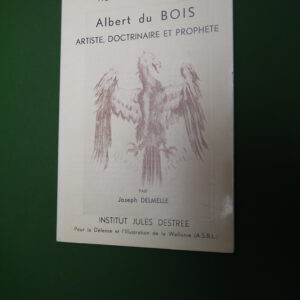 Albert du BOIS
ARTISTE, DOCTRINAIRE ET PROPHETE
PAR
Joseph DELMELLE
INSTITUT JULES DESTREE
Pour la Défense et l'Illustration de la Wallonie (A.S.B.L.)